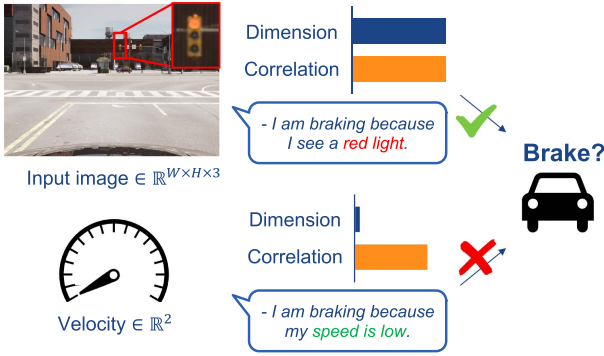 Dimension
Correlation
- I am braking because
I see a red light.
Input image ∈ ℝ^{W×H×3}
Brake?
Dimension
Correlation
- I am braking because
my speed is low.
Velocity ∈ ℝ²